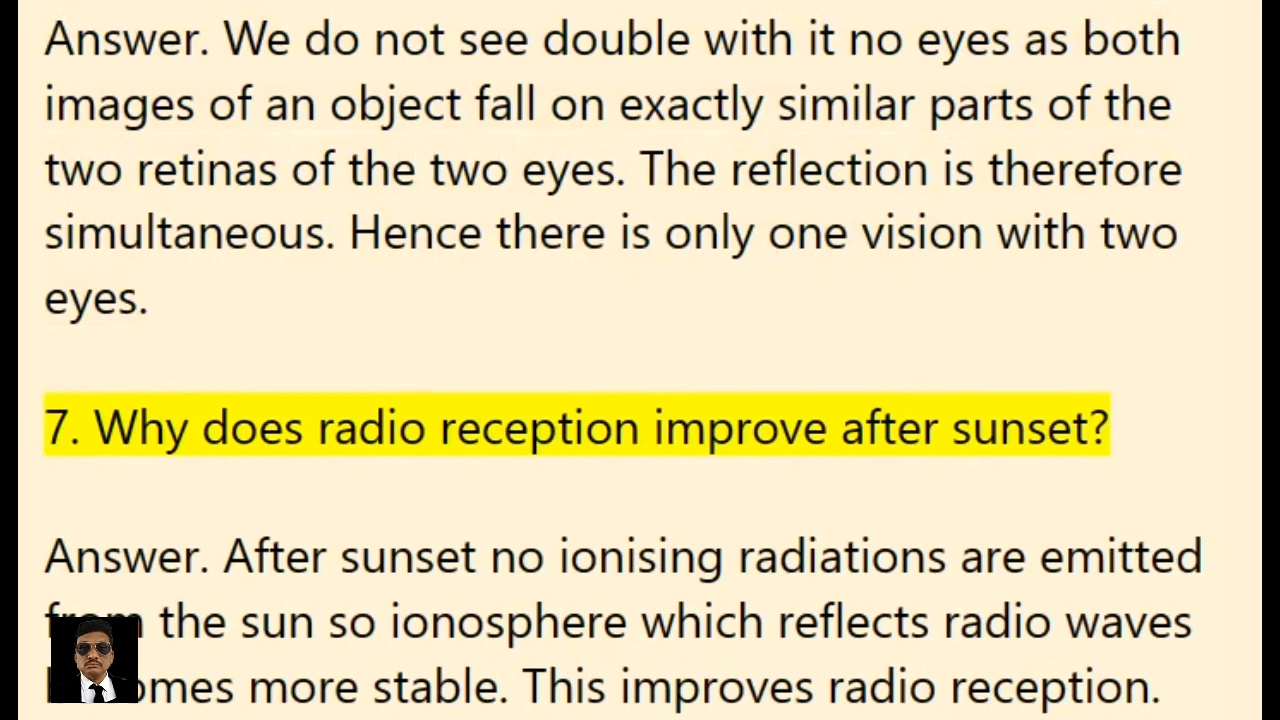 Answer. We do not see double with it no eyes as both
images of an object fall on exactly similar parts of the
two retinas of the two eyes. The reflection is therefore
simultaneous. Hence there is only one vision with two
eyes.
7. Why does radio reception improve after sunset?
Answer. After sunset no ionising radiations are emitted
from the sun so ionosphere which reflects radio waves
becomes more stable. This improves radio reception.